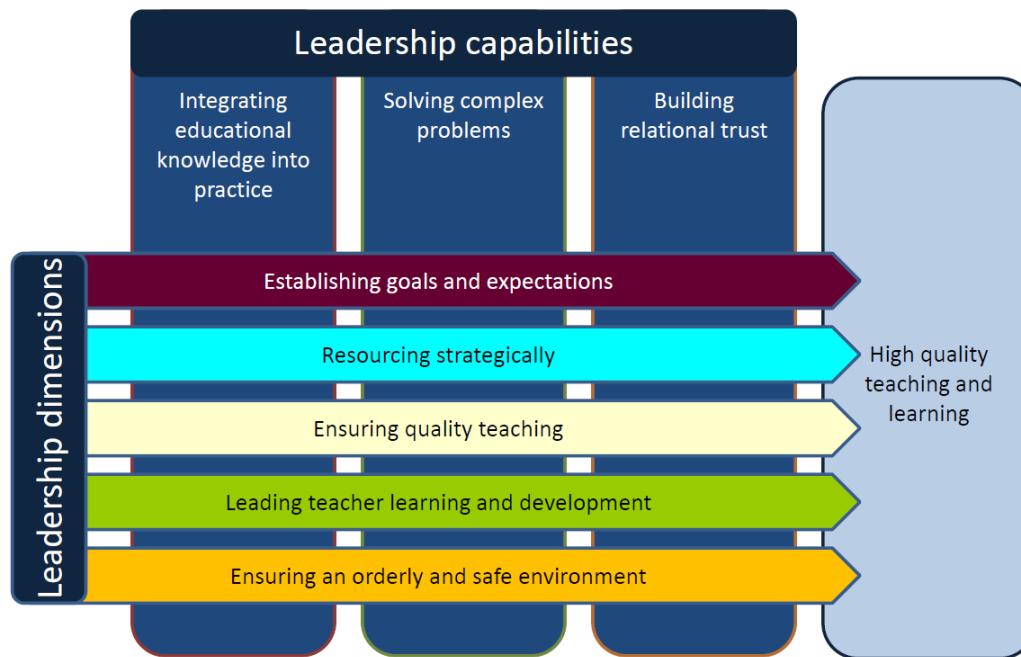 Leadership capabilities
Integrating
educational
knowledge into
practice
Solving complex
problems
Building
relational trust
Leadership dimensions
Establishing goals and expectations
Resourcing strategically
Ensuring quality teaching
Leading teacher learning and development
Ensuring an orderly and safe environment
High quality
teaching and
learning